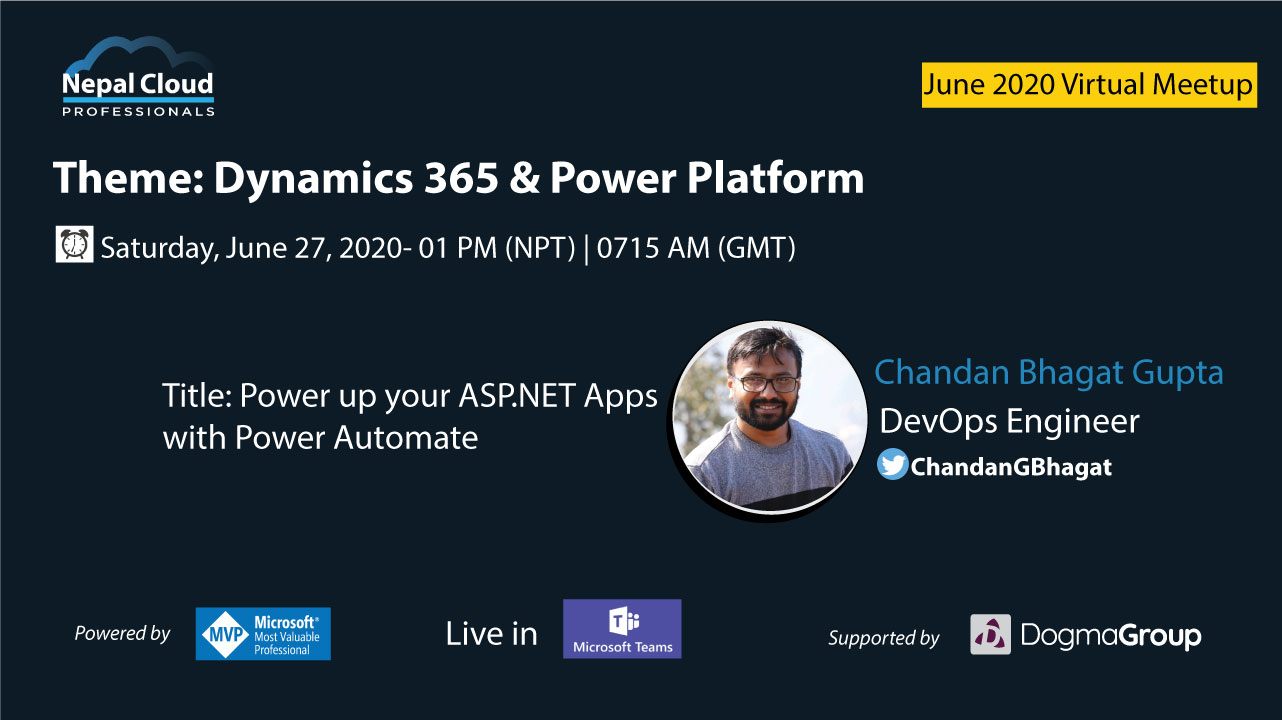 Nepal Cloud
PROFESSIONALS
June 2020 Virtual Meetup
Theme: Dynamics 365 & Power Platform
Saturday, June 27, 2020- 01 PM (NPT) | 0715 AM (GMT)
Title: Power up your ASP.NET Apps
with Power Automate
Chandan Bhagat Gupta
DevOps Engineer
ChandanGBhagat
Powered by
MVP
Microsoft®
Most Valuable
Professional
Live in
T
Microsoft Teams
Supported by
DogmaGroup